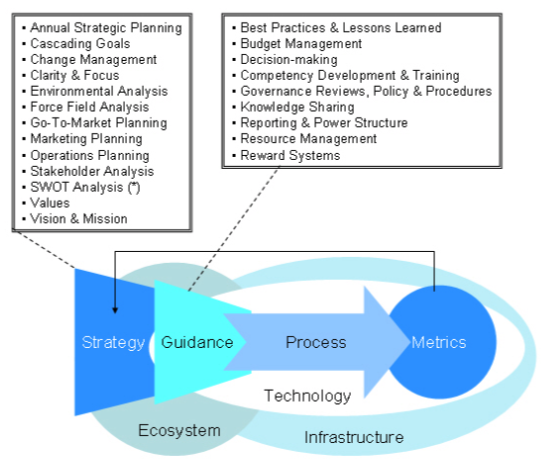 ▪ Annual Strategic Planning
▪ Cascading Goals
▪ Change Management
▪ Clarity & Focus
▪ Environmental Analysis
▪ Force Field Analysis
▪ Go-To-Market Planning
▪ Marketing Planning
▪ Operations Planning
▪ Stakeholder Analysis
▪ SWOT Analysis (*)
▪ Values
▪ Vision & Mission
▪ Best Practices & Lessons Learned
▪ Budget Management
▪ Decision-making
▪ Competency Development & Training
▪ Governance Reviews, Policy & Procedures
▪ Knowledge Sharing
▪ Reporting & Power Structure
▪ Resource Management
▪ Reward Systems
Strategy
Guidance
Process
Metrics
Technology
Ecosystem
Infrastructure